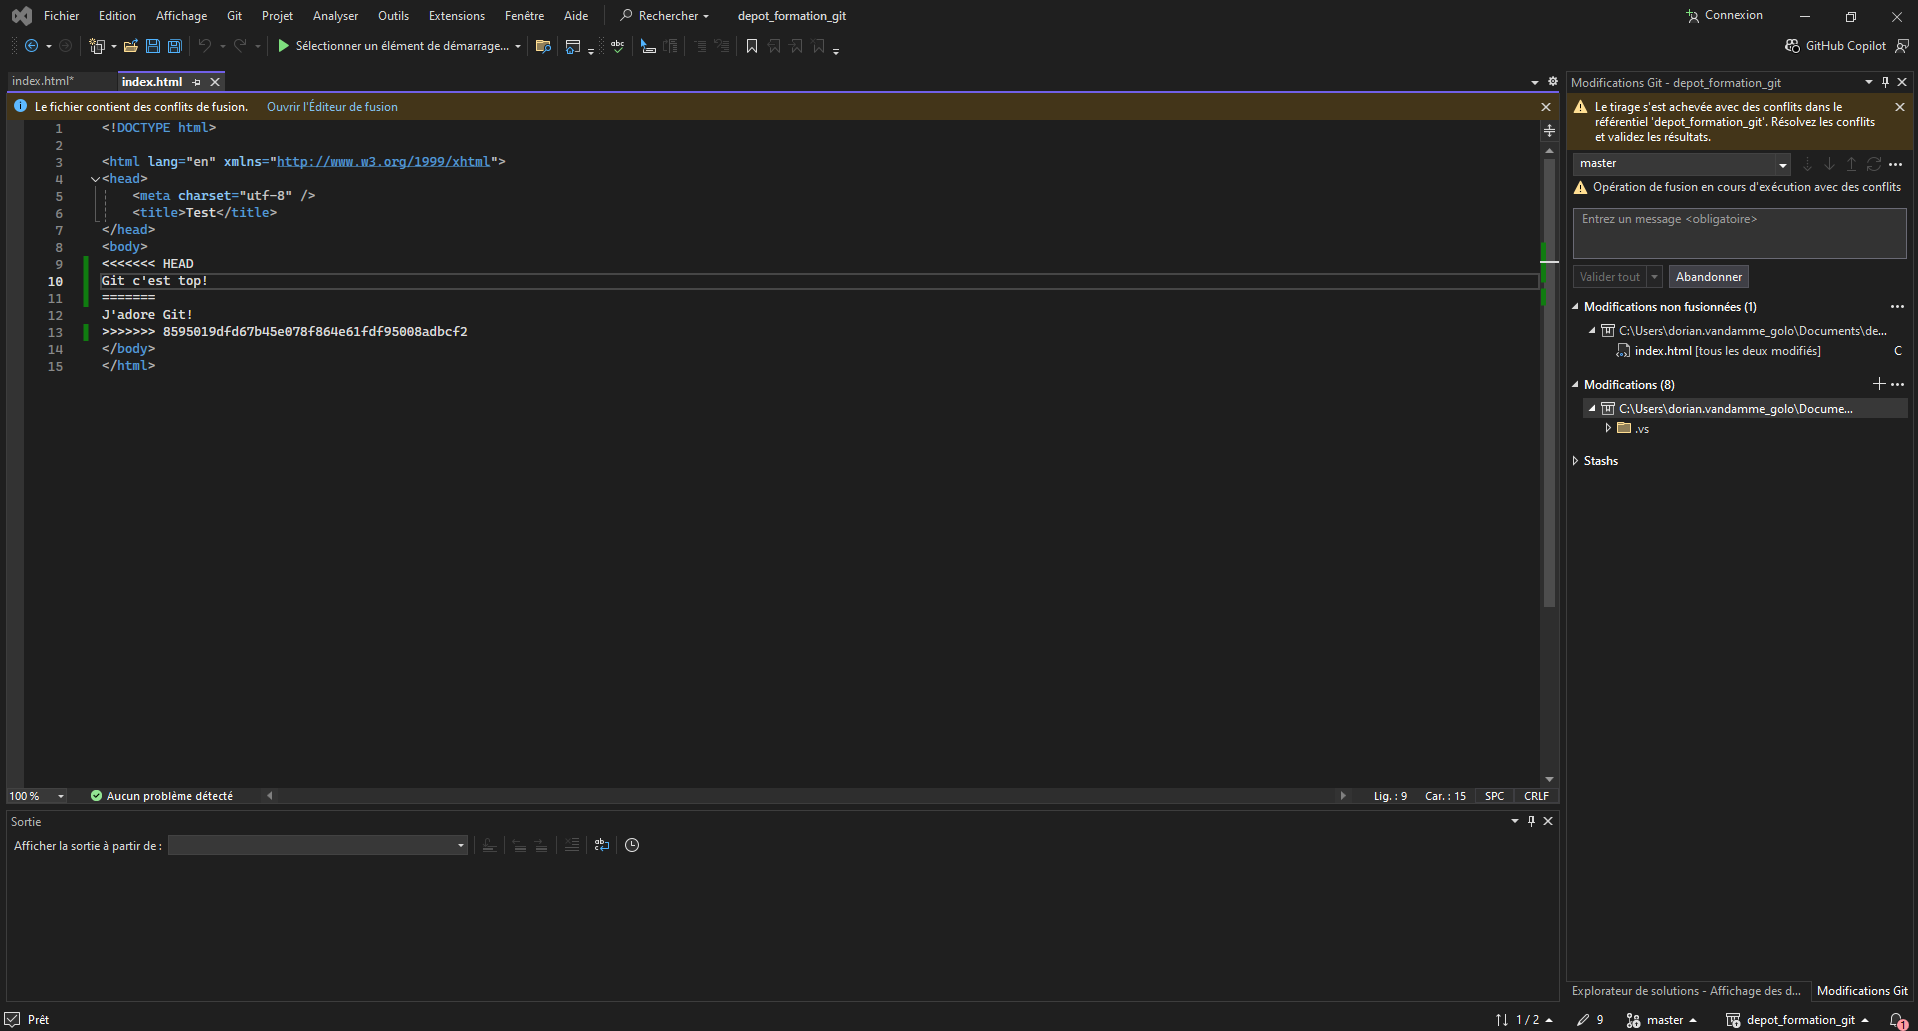 Fichier Edition Affichage Git Projet Analyser Outils Extensions Fenêtre Aide Rechercher depot_formation_git Connexion
Sélectionner un élément de démarrage... GitHub Copilot
index.html* index.html
Le fichier contient des conflits de fusion. Ouvrir l'Éditeur de fusion
1 <!DOCTYPE html>
2
3 <html lang="en" xmlns="http://www.w3.org/1999/xhtml">
4 <head>
5 <meta charset="utf-8" />
6 <title>Test</title>
7 </head>
8 <body>
9 <<<<<<< HEAD
10 Git c'est top!
11 =======
12 J'adore Git!
13 >>>>>>> 8595019dfd67b45e078f864e61fdf95008adbcf2
14 </body>
15 </html>
100 % Aucun problème détecté Lig. : 9 Car. : 15 SPC CRLF
Sortie
Afficher la sortie à partir de :
Modifications Git - depot_formation_git
Le tirage s'est achevée avec des conflits dans le
référentiel 'depot_formation_git'. Résolvez les conflits
et validez les résultats.
master
Opération de fusion en cours d'exécution avec des conflits
Entrez un message <obligatoire>
Valider tout Abandonner
Modifications non fusionnées (1)
C:\Users\dorian.vandamme_golo\Documents\de...
index.html [tous les deux modifiés] C
Modifications (8)
C:\Users\dorian.vandamme_golo\Docume...
.vs
Stashs
Explorateur de solutions - Affichage des d... Modifications Git
Prêt 1 / 2 9 master depot_formation_git 1